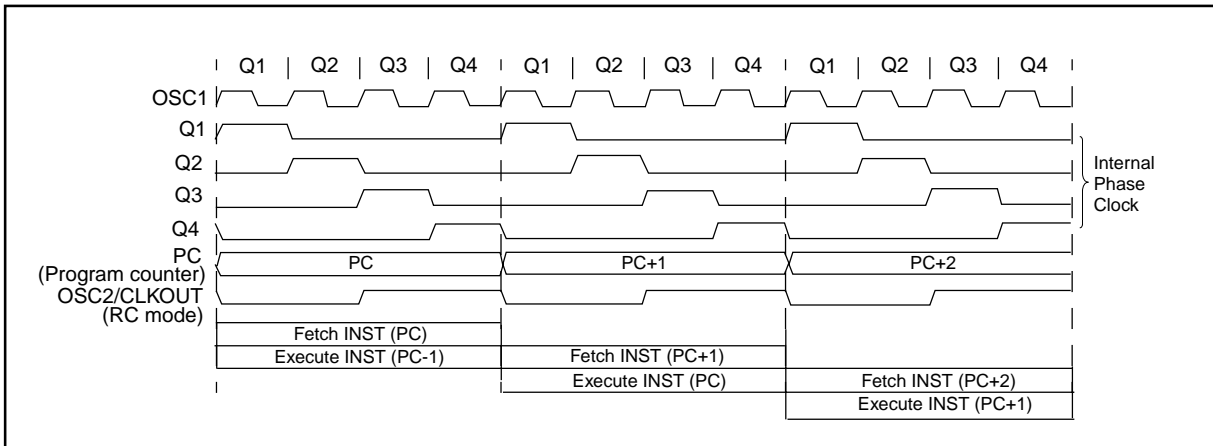 Q1 Q2 Q3 Q4 Q1 Q2 Q3 Q4 Q1 Q2 Q3 Q4
OSC1
Q1
Q2
Q3
Q4
Internal
Phase
Clock
PC
(Program counter)
PC PC+1 PC+2
OSC2/CLKOUT
(RC mode)
Fetch INST (PC)
Execute INST (PC-1) Fetch INST (PC+1)
Execute INST (PC) Fetch INST (PC+2)
Execute INST (PC+1)